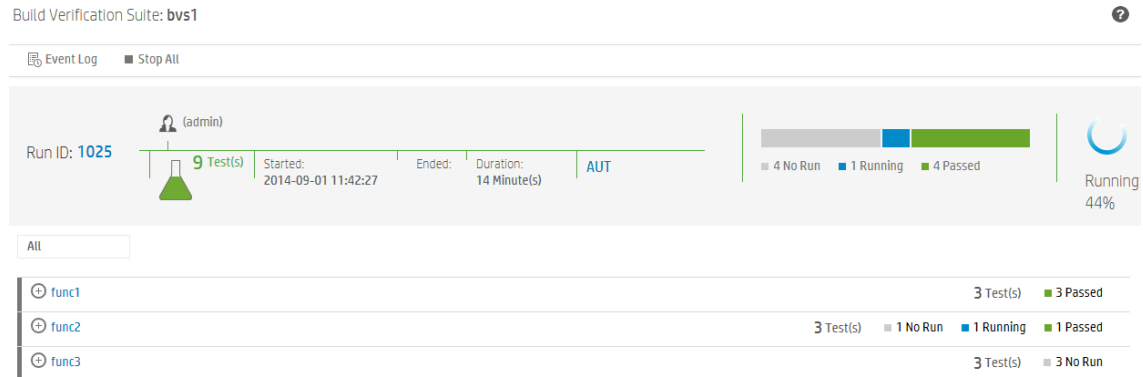 Build Verification Suite: bvs1
?
Event Log Stop All
(admin)
Run ID: 1025
9 Test(s)
Started:
2014-09-01 11:42:27
Ended:
Duration:
14 Minute(s)
AUT
4 No Run 1 Running 4 Passed
Running
44%
All
func1 3 Test(s) 3 Passed
func2 3 Test(s) 1 No Run 1 Running 1 Passed
func3 3 Test(s) 3 No Run